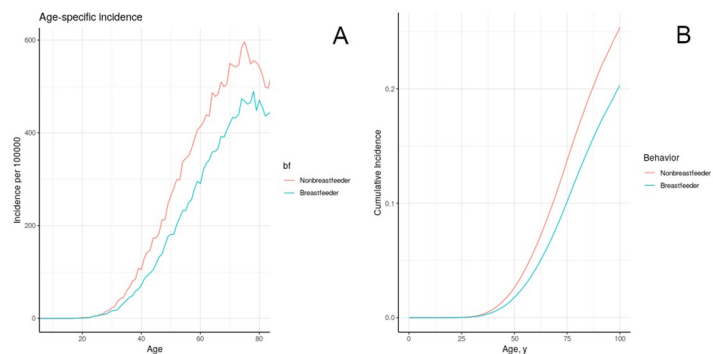 Age-specific incidence
A
600
400
200
0
Incidence per 100000
20
40
60
80
Age
bf
Nonbreastfeeder
Breastfeeder
B
0.2
0.1
0.0
Cumulative Incidence
0
25
50
75
100
Age, y
Behavior
Nonbreastfeeder
Breastfeeder